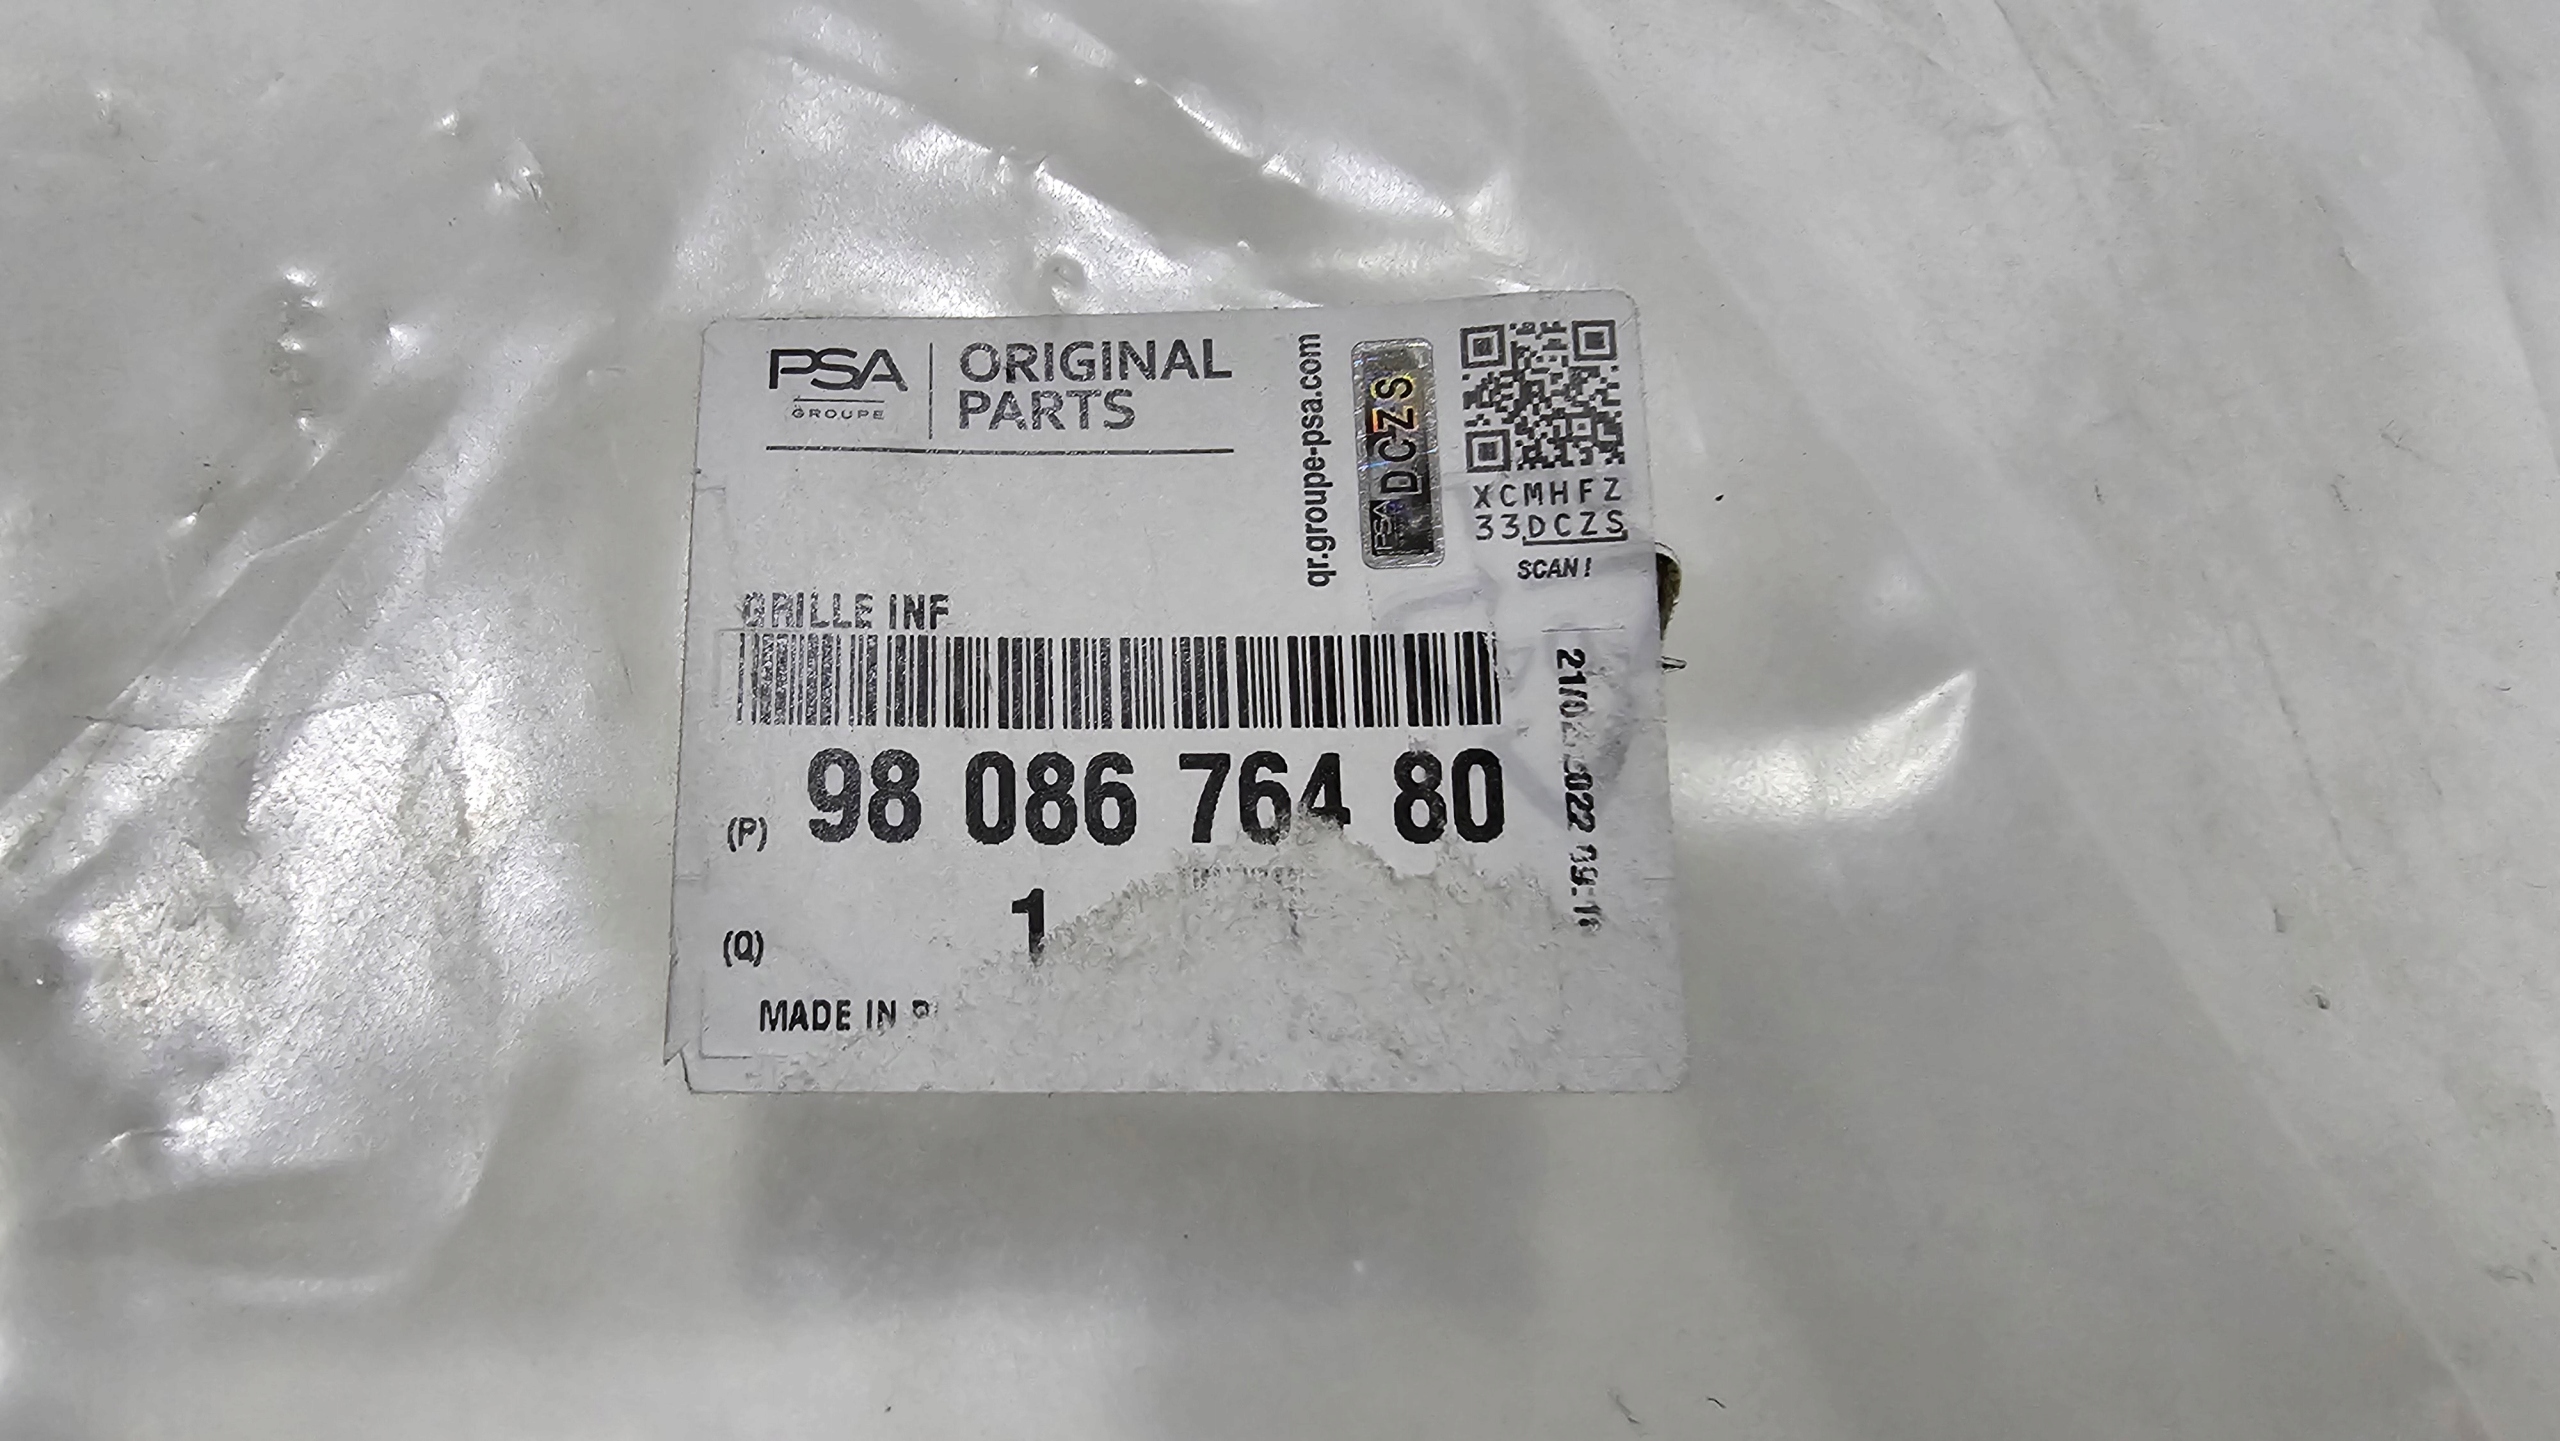 PSA
GROUPE
ORIGINAL
PARTS
qr.groupe-psa.com
PSA
DCZS
XCMHFZ
33DCZS
SCAN!
GRILLE INF
(P) 98 086 764 80
(Q) 1
MADE IN